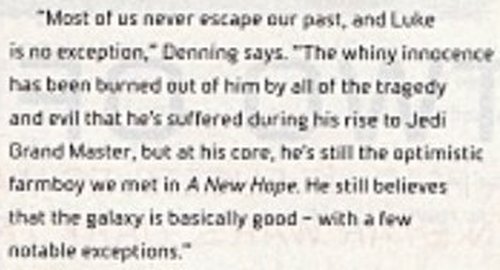 "Most of us never escape our past, and Luke
is no exception," Denning says. "The whiny innocence
has been burned out of him by all of the tragedy
and evil that he's suffered during his rise to Jedi
Grand Master, but at his core, he's still the optimistic
farmboy we met in A New Hope. He still believes
that the galaxy is basically good – with a few
notable exceptions."